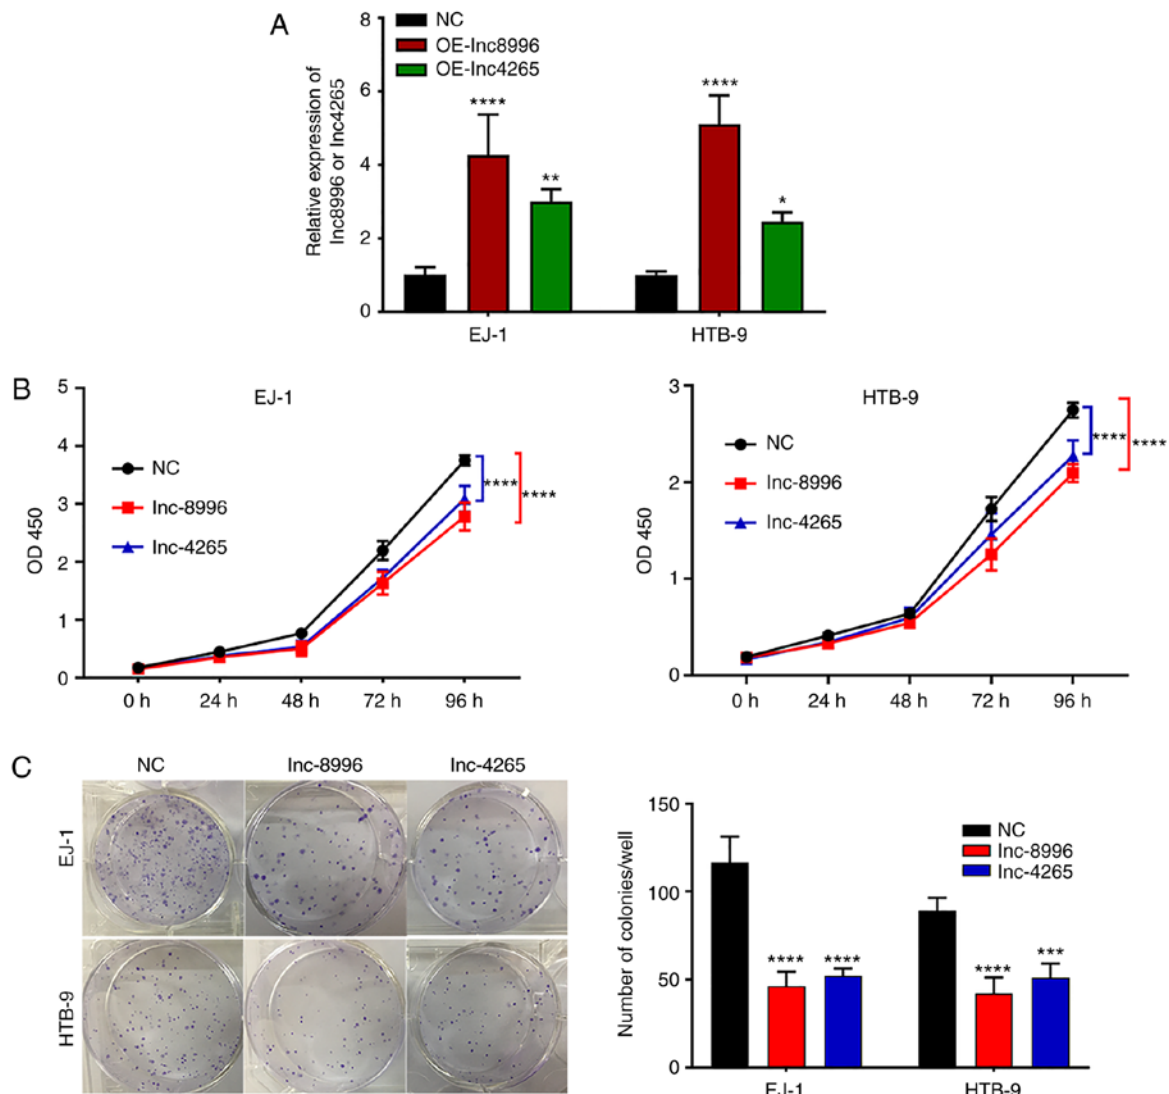 A
8
6
4
2
0
Relative expression of
lnc8996 or lnc4265
NC
OE-lnc8996
OE-lnc4265
****
**
****
*
EJ-1
HTB-9
B
5
4
3
2
1
0
OD 450
EJ-1
NC
lnc-8996
lnc-4265
****
****
0 h
24 h
48 h
72 h
96 h
3
2
1
0
OD 450
HTB-9
NC
lnc-8996
lnc-4265
****
****
0 h
24 h
48 h
72 h
96 h
C
NC
lnc-8996
lnc-4265
EJ-1
HTB-9
150
100
50
0
Number of colonies/well
NC
lnc-8996
lnc-4265
****
****
****
***
EJ-1
HTB-9